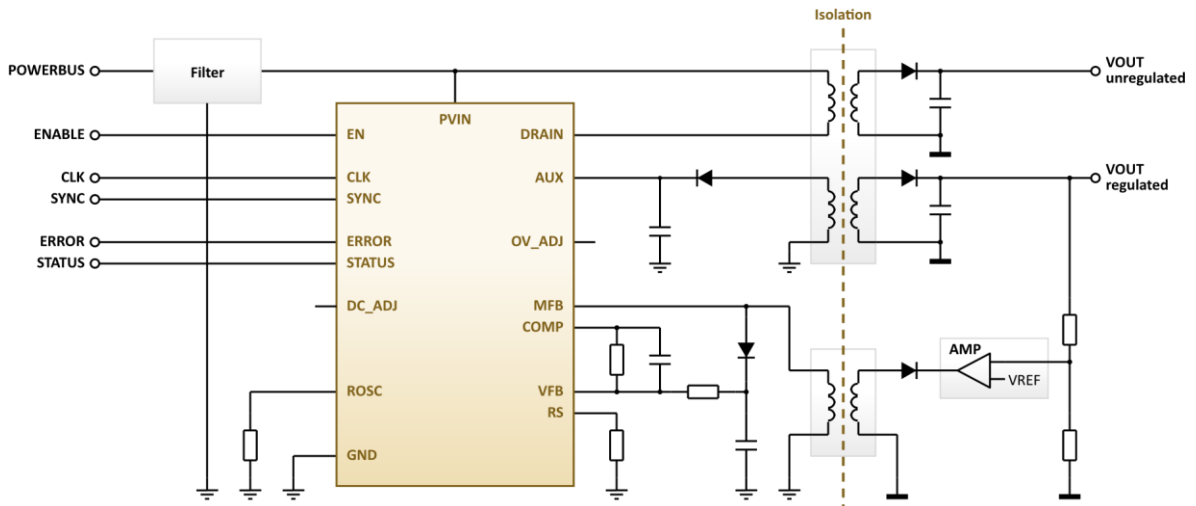 Isolation
POWERBUS
Filter
VOUT
unregulated
PVIN
ENABLE
EN
DRAIN
CLK
CLK
AUX
VOUT
regulated
SYNC
SYNC
ERROR
ERROR
OV_ADJ
STATUS
STATUS
DC_ADJ
MFB
COMP
AMP
VREF
ROSC
VFB
RS
GND